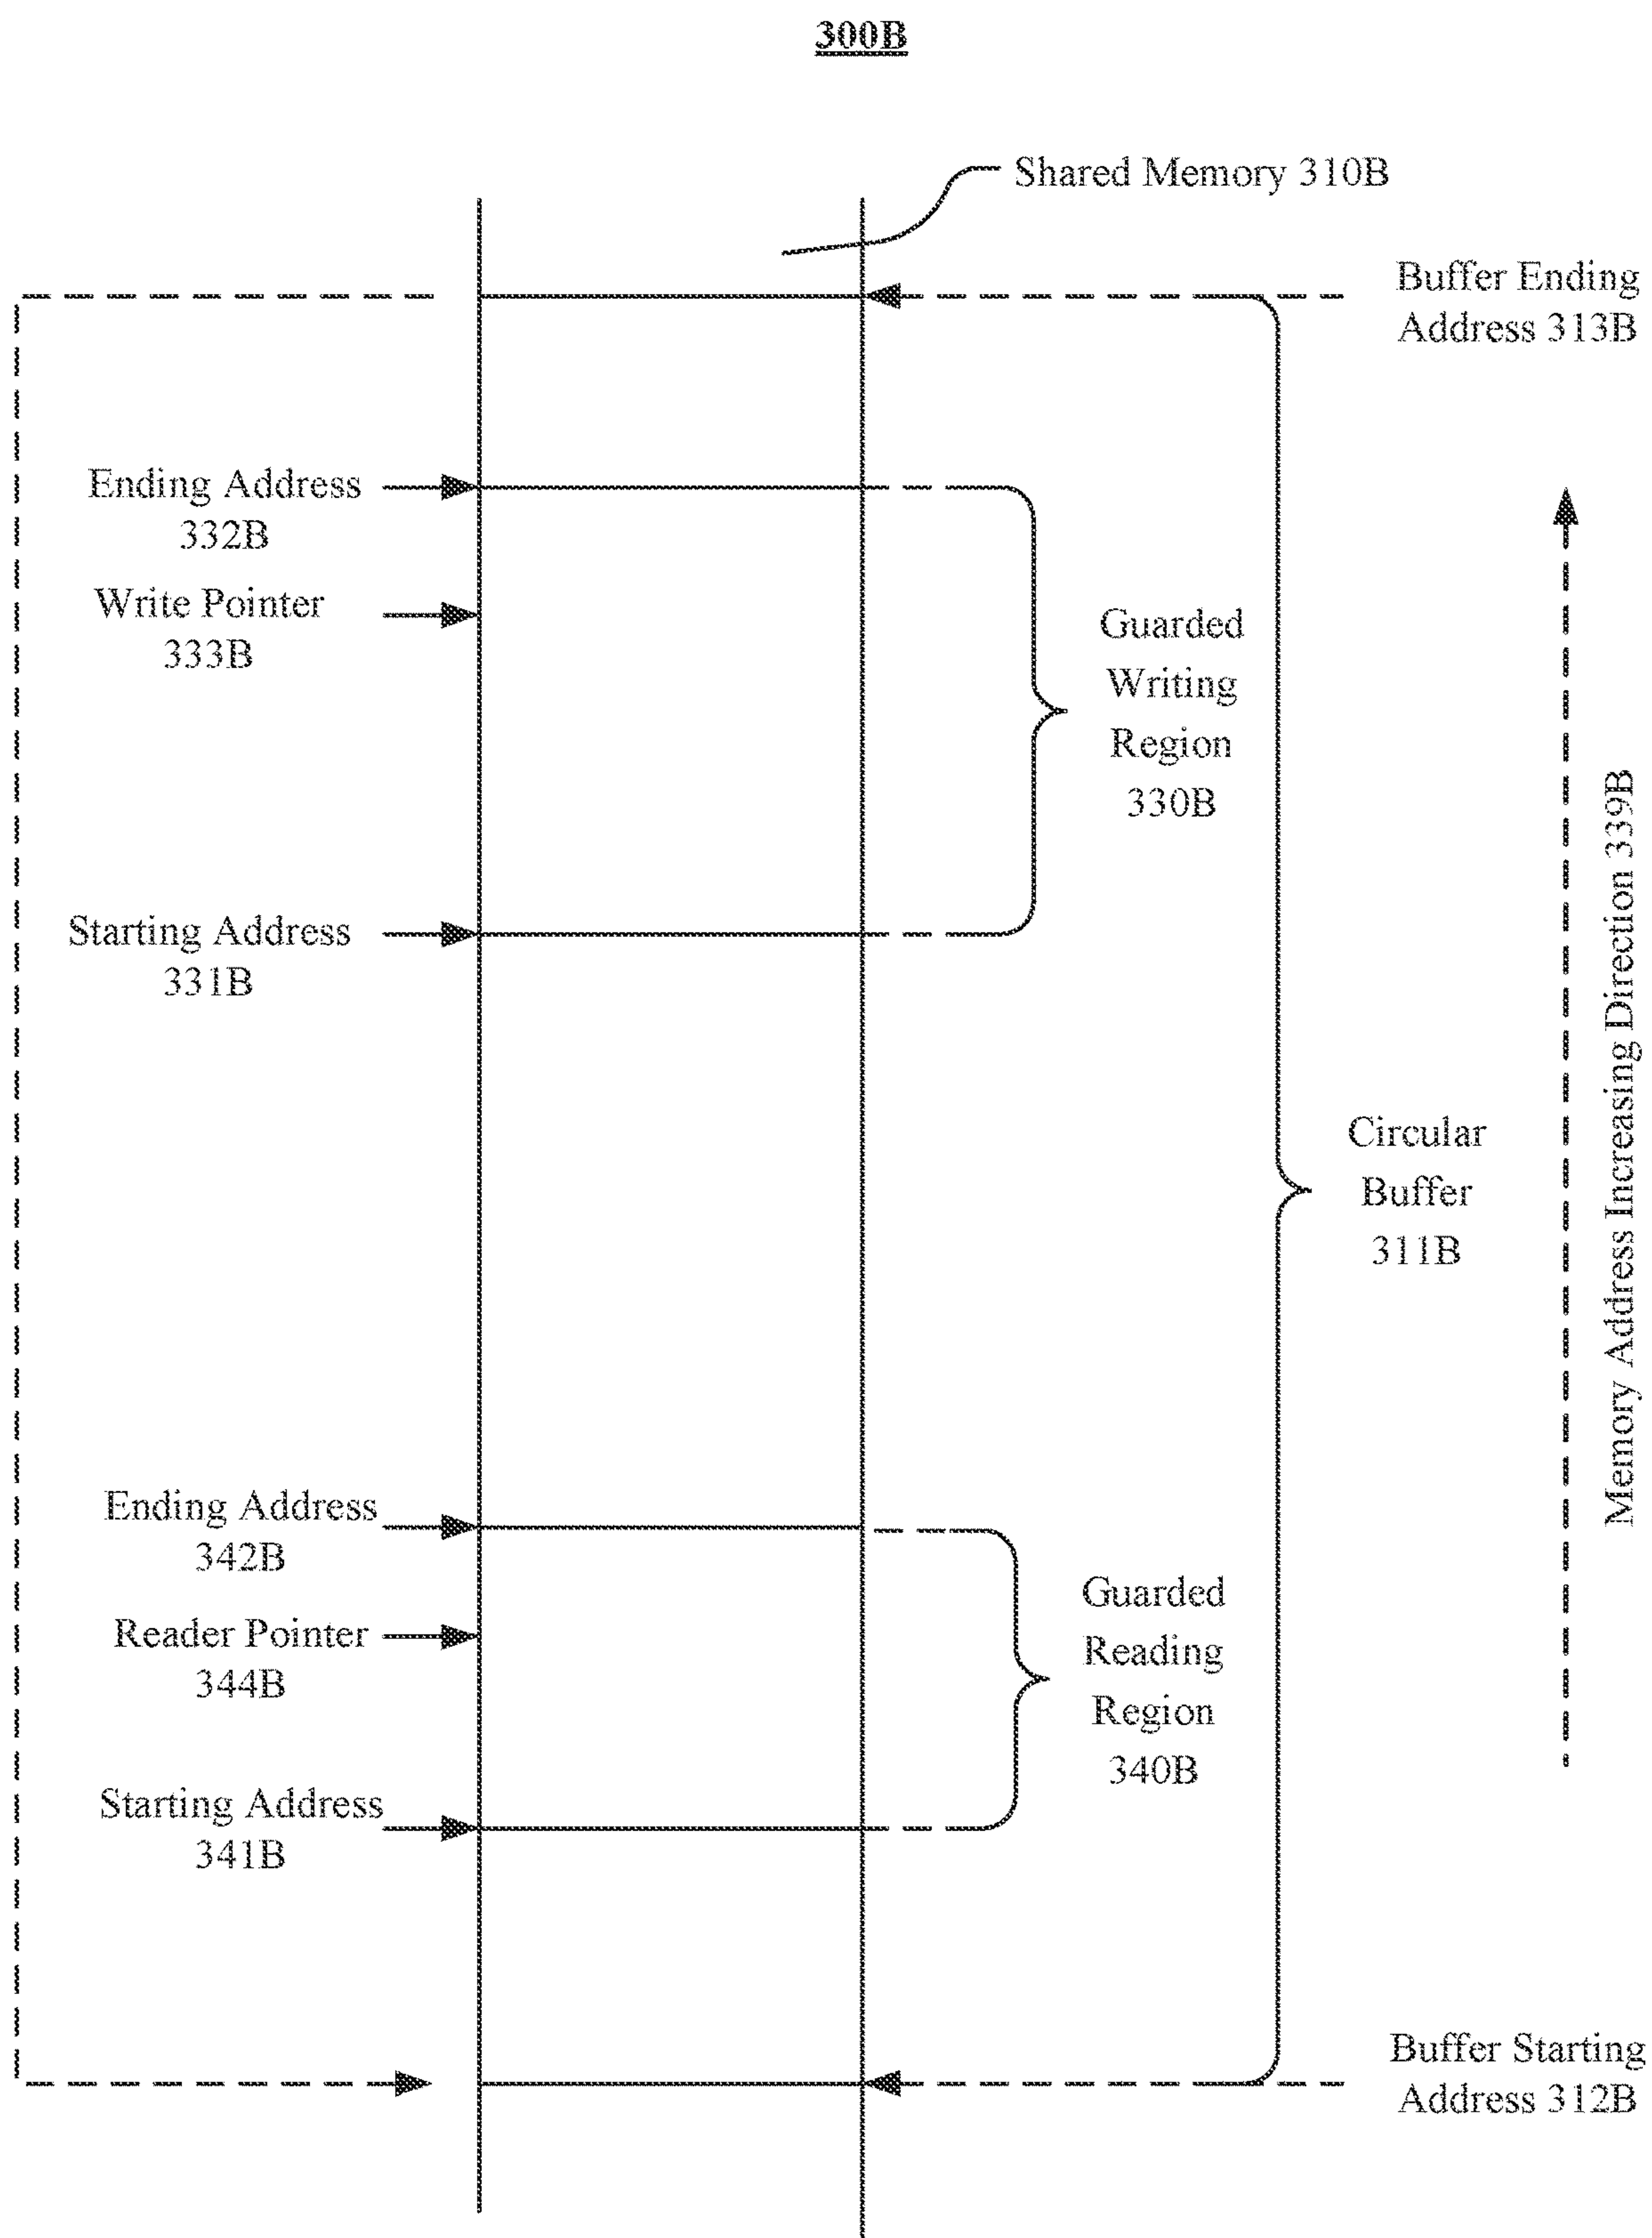 300B
Shared Memory 310B
Buffer Ending
Address 313B
Ending Address
332B
Write Pointer
333B
Guarded
Writing
Region
330B
Starting Address
331B
Memory Address Increasing Direction 339B
Circular
Buffer
311B
Ending Address
342B
Reader Pointer
344B
Guarded
Reading
Region
340B
Starting Address
341B
Buffer Starting
Address 312B